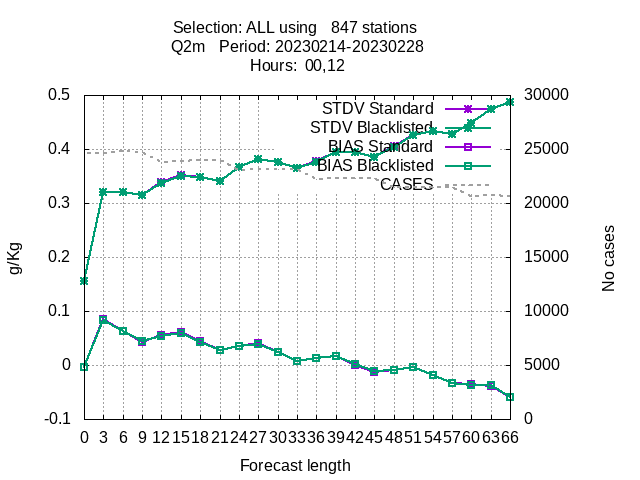 Selection: ALL using   847 stations
Q2m   Period: 20230214-20230228
Hours:  00,12
0.5
0.4
0.3
0.2
0.1
0
-0.1
g/Kg
STDV Standard
STDV Blacklisted
BIAS Standard
BIAS Blacklisted
CASES
30000
25000
20000
15000
10000
5000
0
No cases
0 3 6 9 12 15 18 21 24 27 30 33 36 39 42 45 48 51 54 57 60 63 66
Forecast length